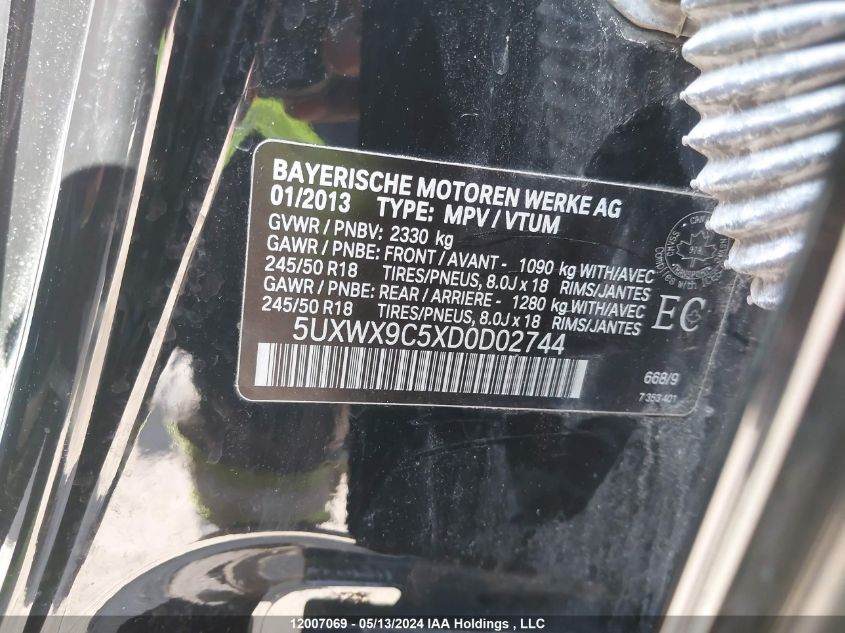 BAYERISCHE MOTOREN WERKE AG
01/2013 TYPE: MPV / VTUM
GVWR / PNBV: 2330 kg
GAWR / PNBE: FRONT / AVANT - 1090 kg WITH/AVEC
245/50 R18 TIRES/PNEUS, 8.0J x 18 RIMS/JANTES
GAWR / PNBE: REAR / ARRIERE - 1280 kg WITH/AVEC
245/50 R18 TIRES/PNEUS, 8.0J x 18 RIMS/JANTES
EC
5UXWX9C5XD0D02744
668/9
7 353 401
12007069 - 05/13/2024 IAA Holdings , LLC